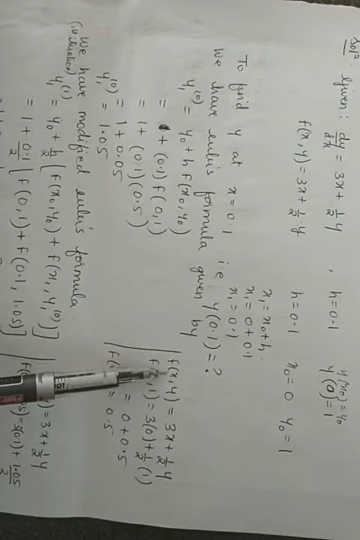 Sol^n Given: dy/dx = 3x + 1/2 y , h = 0.1 y(x0) = y0 y(0) = 1
f(x,y) = 3x + 1/2 . y h = 0.1 x0 = 0 y0 = 1
x1 = x0 + h
x1 = 0 + 0.1
x1 = 0.1
To find y at x = 0.1 i.e. y(0.1) = ?
We have euler's formula given by
y1^(0) = y0 + h f(x0, y0)
= 1 + (0.1) f(0, 1)
= 1 + (0.1)(0.5)
= 1 + 0.05
y1^(0) = 1.05
f(x,y) = 3x + 1/2 y
f(0,1) = 3(0) + 1/2 (1)
= 0 + 0.5
= 0.5
We have modified euler's formula
y1^(1) = y0 + h/2 [f(x0, y0) + f(x1, y1^(0))]
= 1 + 0.1/2 [f(0, 1) + f(0.1, 1.05)]
) = 3x + 1/2 y
05) = 3(0.1) + 1.05/2